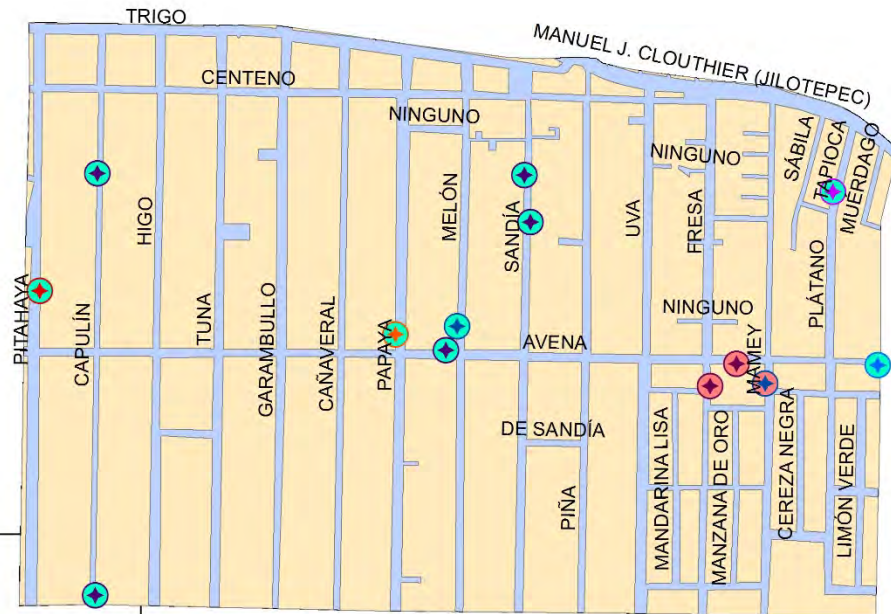 TRIGO
MANUEL J. CLOUTHIER (JILOTEPEC)
CENTENO
NINGUNO
NINGUNO
SÁBILA
TAPIOCA
MUÉRDAGO
HIGO
MELÓN
SANDÍA
UVA
FRESA
PITAHAYA
CAPULÍN
TUNA
GARAMBULLO
CAÑAVERAL
PAPAYA
NINGUNO
PLÁTANO
AVENA
MAMEY
DE SANDÍA
PIÑA
MANDARINA LISA
MANZANA DE ORO
CEREZA NEGRA
LIMÓN VERDE